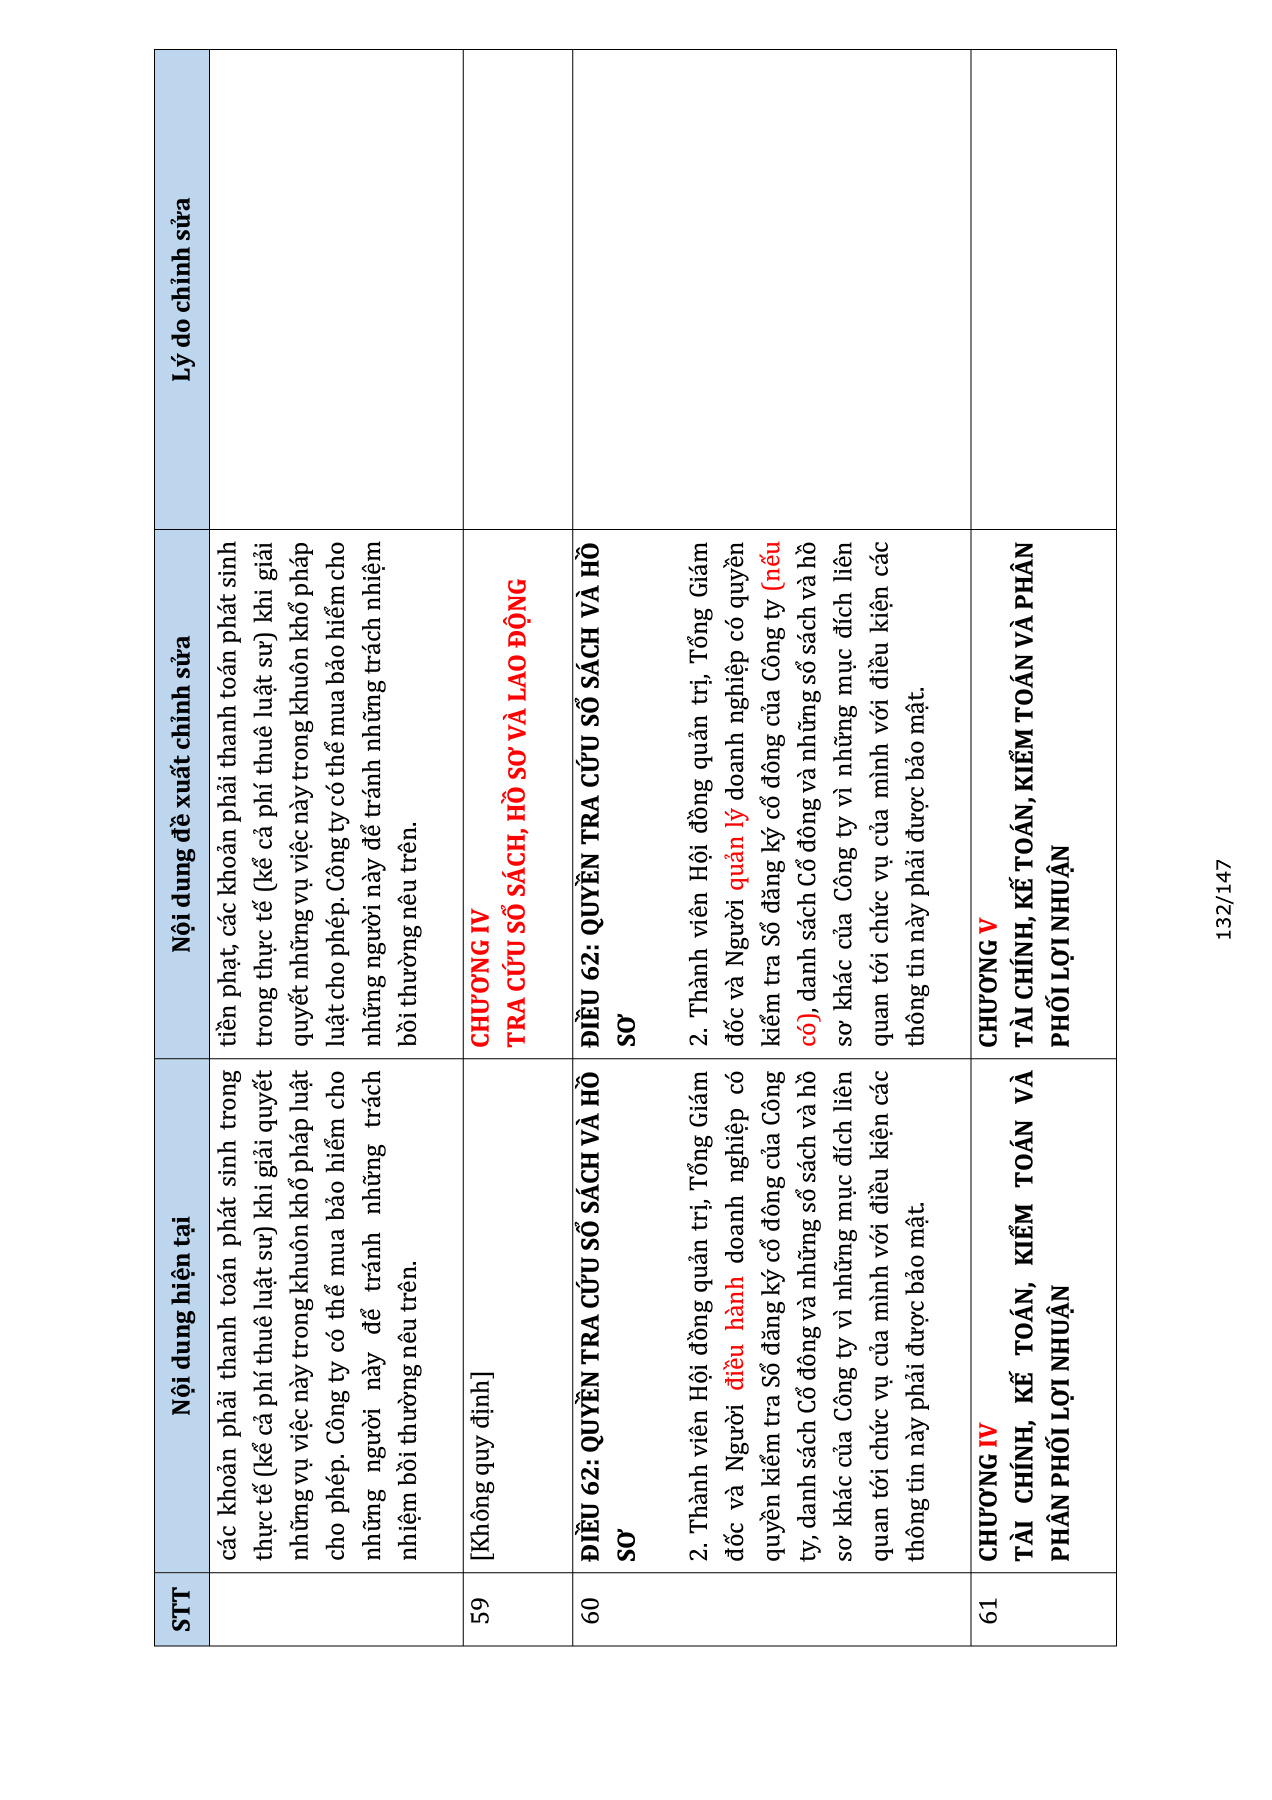 STT Nội dung hiện tại Nội dung đề xuất chỉnh sửa Lý do chỉnh sửa
các khoản phải thanh toán phát sinh trong
thực tế (kể cả phí thuê luật sư) khi giải quyết
những vụ việc này trong khuôn khổ pháp luật
cho phép. Công ty có thể mua bảo hiểm cho
những người này để tránh những trách
nhiệm bồi thường nêu trên.
tiền phạt, các khoản phải thanh toán phát sinh
trong thực tế (kể cả phí thuê luật sư) khi giải
quyết những vụ việc này trong khuôn khổ pháp
luật cho phép. Công ty có thể mua bảo hiểm cho
những người này để tránh những trách nhiệm
bồi thường nêu trên.
59
[Không quy định]
CHƯƠNG IV
TRA CỨU SỔ SÁCH, HỒ SƠ VÀ LAO ĐỘNG
60
ĐIỀU 62: QUYỀN TRA CỨU SỔ SÁCH VÀ HỒ
SƠ
2. Thành viên Hội đồng quản trị, Tổng Giám
đốc và Người điều hành doanh nghiệp có
quyền kiểm tra Sổ đăng ký cổ đông của Công
ty, danh sách Cổ đông và những sổ sách và hồ
sơ khác của Công ty vì những mục đích liên
quan tới chức vụ của mình với điều kiện các
thông tin này phải được bảo mật.
ĐIỀU 62: QUYỀN TRA CỨU SỔ SÁCH VÀ HỒ
SƠ
2. Thành viên Hội đồng quản trị, Tổng Giám
đốc và Người quản lý doanh nghiệp có quyền
kiểm tra Sổ đăng ký cổ đông của Công ty (nếu
có), danh sách Cổ đông và những sổ sách và hồ
sơ khác của Công ty vì những mục đích liên
quan tới chức vụ của mình với điều kiện các
thông tin này phải được bảo mật.
61
CHƯƠNG IV
TÀI CHÍNH, KẾ TOÁN, KIỂM TOÁN VÀ
PHÂN PHỐI LỢI NHUẬN
CHƯƠNG V
TÀI CHÍNH, KẾ TOÁN, KIỂM TOÁN VÀ PHÂN
PHỐI LỢI NHUẬN
132/147